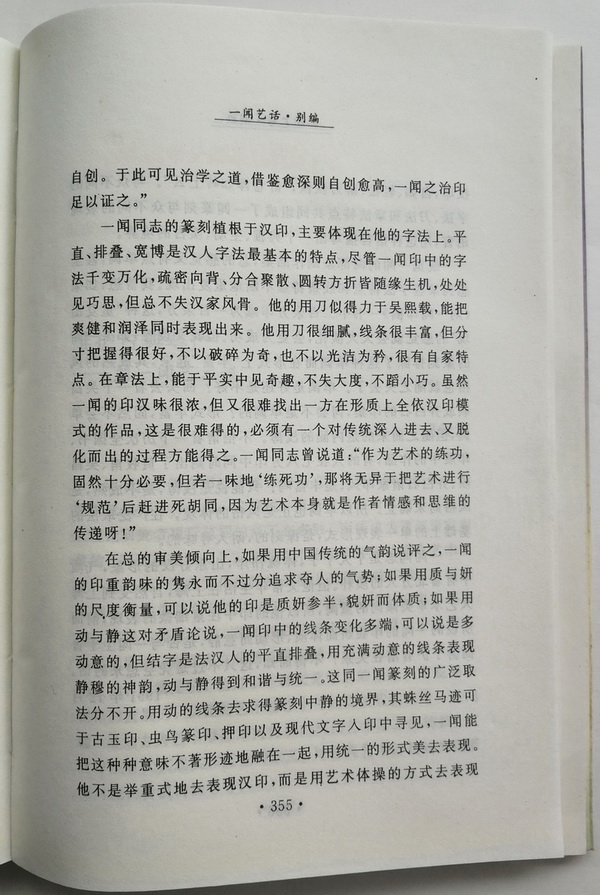 一闻艺话·别编
自创。于此可见治学之道,借鉴愈深则自创愈高,一闻之治印
足以证之。”
一闻同志的篆刻植根于汉印,主要体现在他的字法上。平
直、排叠、宽博是汉人字法最基本的特点,尽管一闻印中的字
法千变万化,疏密向背、分合聚散、圆转方折皆随缘生机,处处
见巧思,但总不失汉家风骨。他的用刀似得力于吴熙载,能把
爽健和润泽同时表现出来。他用刀很细腻,线条很丰富,但分
寸把握得很好,不以破碎为奇,也不以光洁为矜,很有自家特
点。在章法上,能于平实中见奇趣,不失大度,不蹈小巧。虽然
一闻的印汉味很浓,但又很难找出一方在形质上全依汉印模
式的作品,这是很难得的,必须有一个对传统深入进去、又脱
化而出的过程方能得之。一闻同志曾说道:“作为艺术的练功,
固然十分必要,但若一味地‘练死功’,那将无异于把艺术进行
‘规范’后赶进死胡同,因为艺术本身就是作者情感和思维的
传递呀!”
在总的审美倾向上,如果用中国传统的气韵说评之,一闻
的印重韵味的隽永而不过分追求夺人的气势;如果用质与妍
的尺度衡量,可以说他的印是质妍参半,貌妍而体质;如果用
动与静这对矛盾论说,一闻印中的线条变化多端,可以说是多
动意的,但结字是法汉人的平直排叠,用充满动意的线条表现
静穆的神韵,动与静得到和谐与统一。这同一闻篆刻的广泛取
法分不开。用动的线条去求得篆刻中静的境界,其蛛丝马迹可
于古玉印、虫鸟篆印、押印以及现代文字人印中寻见,一闻能
把这种种意味不著形迹地融在一起,用统一的形式美去表现。
他不是举重式地去表现汉印,而是用艺术体操的方式去表现
·355·